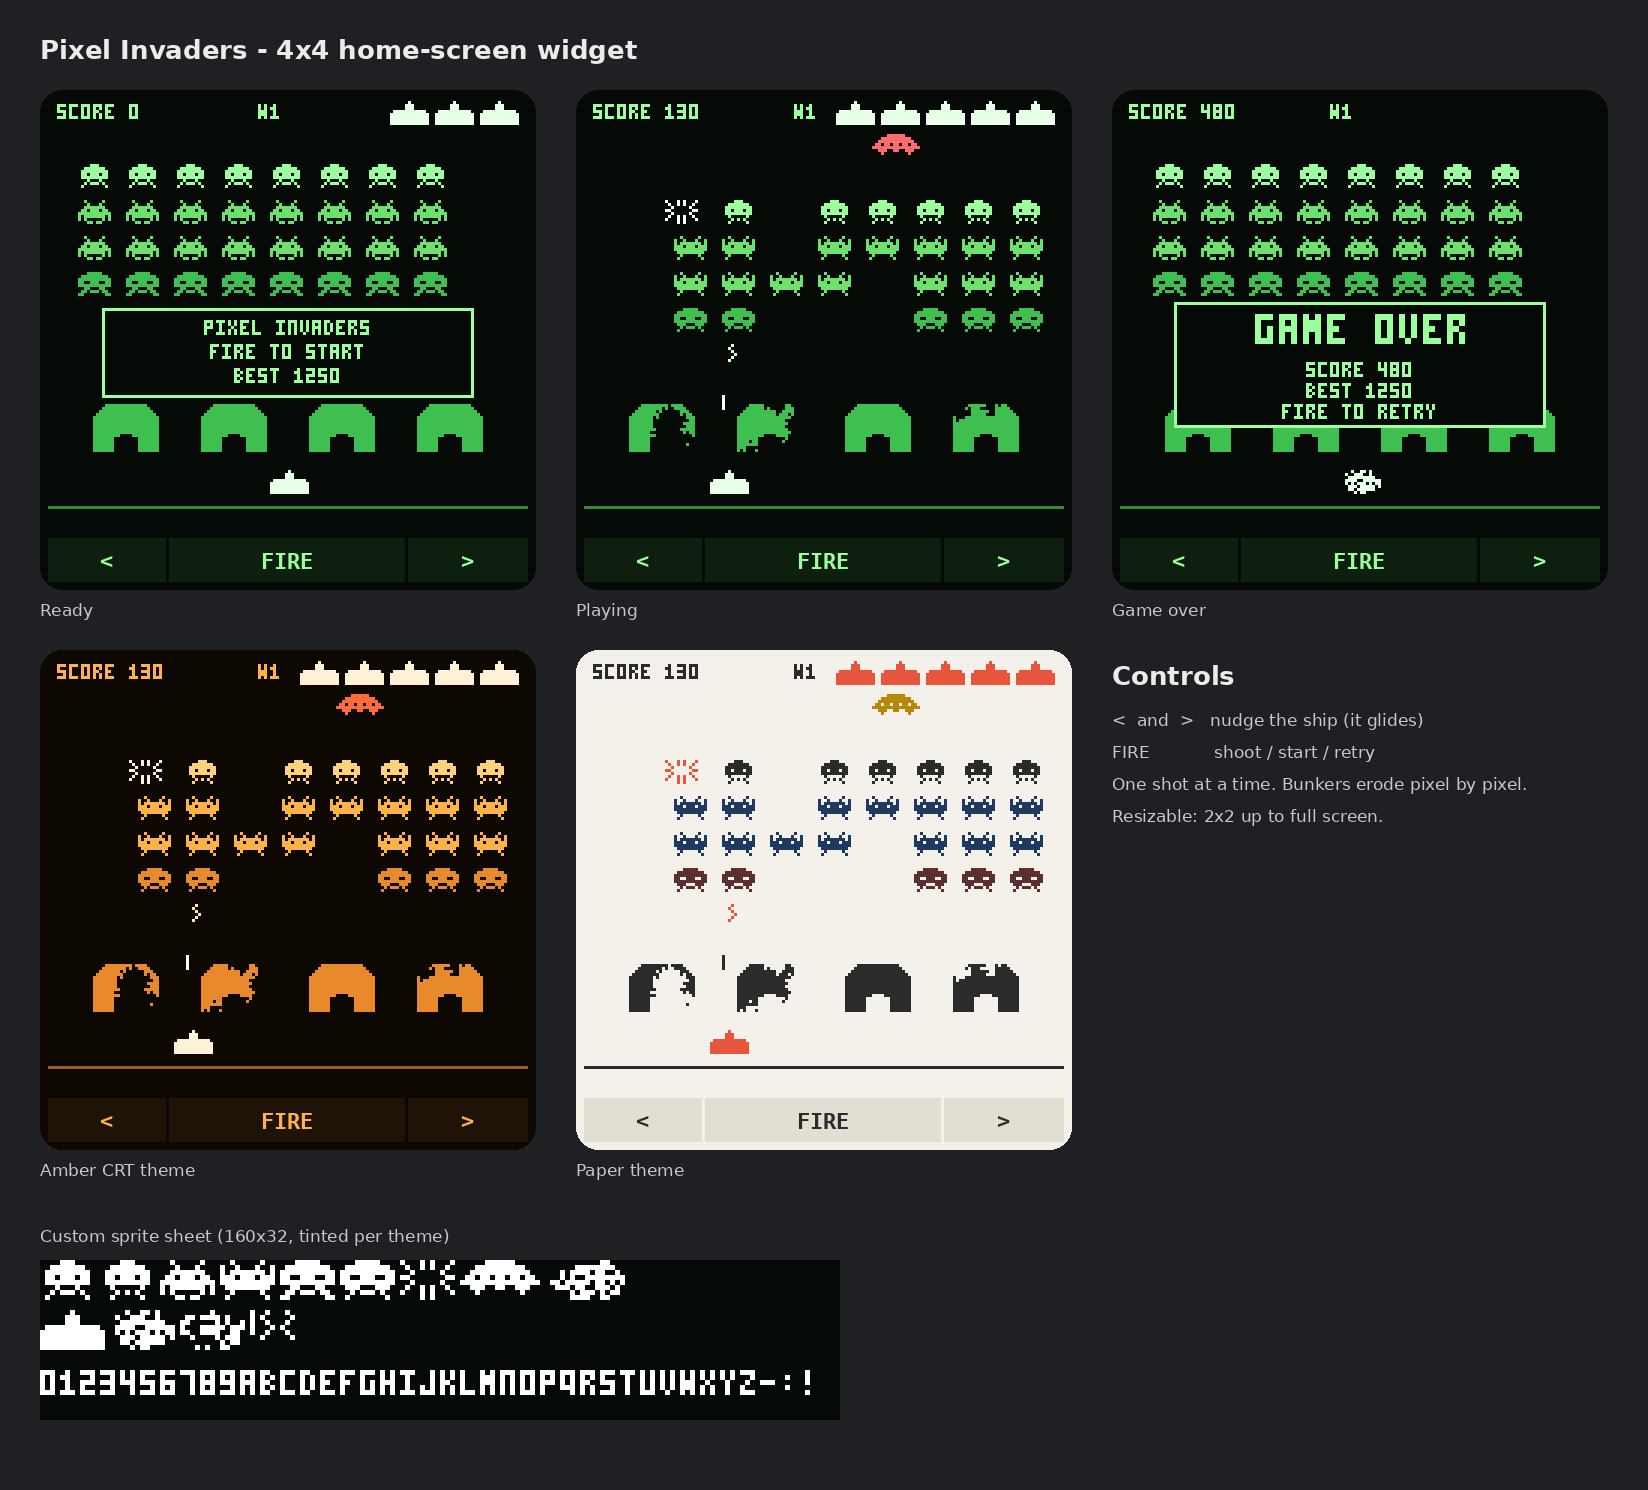 Pixel Invaders - 4x4 home-screen widget
SCORE 0 W1
PIXEL INVADERS
FIRE TO START
BEST 1250
< FIRE >
Ready
SCORE 130 W1
< FIRE >
Playing
SCORE 480 W1
GAME OVER
SCORE 480
BEST 1250
FIRE TO RETRY
< FIRE >
Game over
SCORE 130 W1
< FIRE >
Amber CRT theme
SCORE 130 W1
< FIRE >
Paper theme
Controls
< and > nudge the ship (it glides)
FIRE shoot / start / retry
One shot at a time. Bunkers erode pixel by pixel.
Resizable: 2x2 up to full screen.
Custom sprite sheet (160x32, tinted per theme)
0123456789ABCDEFGHIJKLMNOPQRSTUVWXYZ-:!